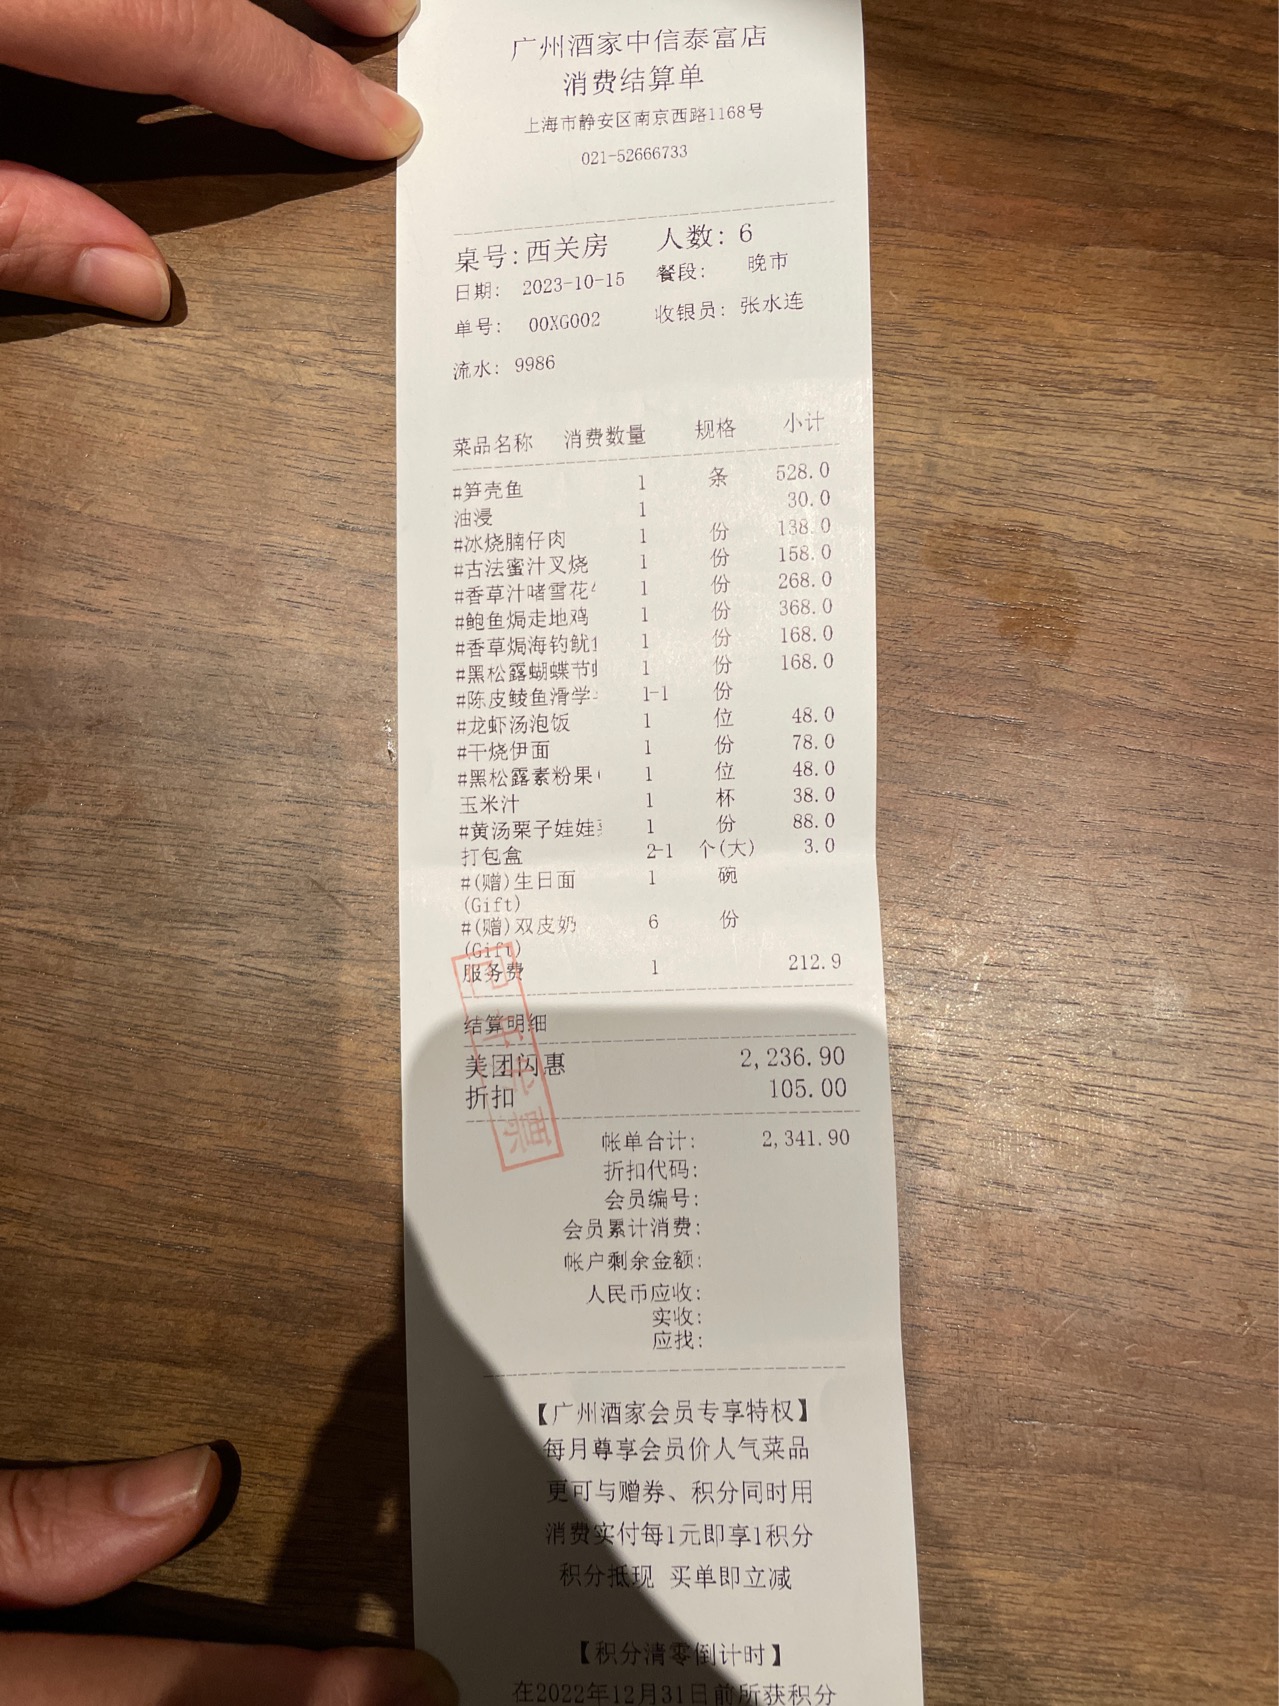 广州酒家中信泰富店
消费结算单
上海市静安区南京西路1168号
021-52666733
桌号:西关房 人数: 6
日期: 2023-10-15 餐段: 晚市
单号: 00XG002 收银员: 张水连
流水: 9986
菜品名称 消费数量 规格 小计
#笋壳鱼 1 条 528.0
油浸 1 30.0
#冰烧腩仔肉 1 份 138.0
#古法蜜汁叉烧 1 份 158.0
#香草汁啫雪花 1 份 268.0
#鲍鱼焗走地鸡 1 份 368.0
#香草焗海钓鱿 1 份 168.0
#黑松露蝴蝶节 1 份 168.0
#陈皮鲮鱼滑学 1-1 份
#龙虾汤泡饭 1 位 48.0
#干烧伊面 1 份 78.0
#黑松露素粉果( 1 位 48.0
玉米汁 1 杯 38.0
#黄汤栗子娃娃 1 份 88.0
打包盒 2-1 个(大) 3.0
#(赠)生日面 1 碗
(Gift)
#(赠)双皮奶 6 份
(Gift)
服务费 1 212.9
结算明细
美团闪惠 2,236.90
折扣 105.00
帐单合计: 2,341.90
折扣代码:
会员编号:
会员累计消费:
帐户剩余金额:
人民币应收:
实收:
应找:
【广州酒家会员专享特权】
每月尊享会员价人气菜品
更可与赠券、积分同时用
消费实付每1元即享1积分
积分抵现 买单即立减
【积分清零倒计时】
在2022年12月31日前所获积分